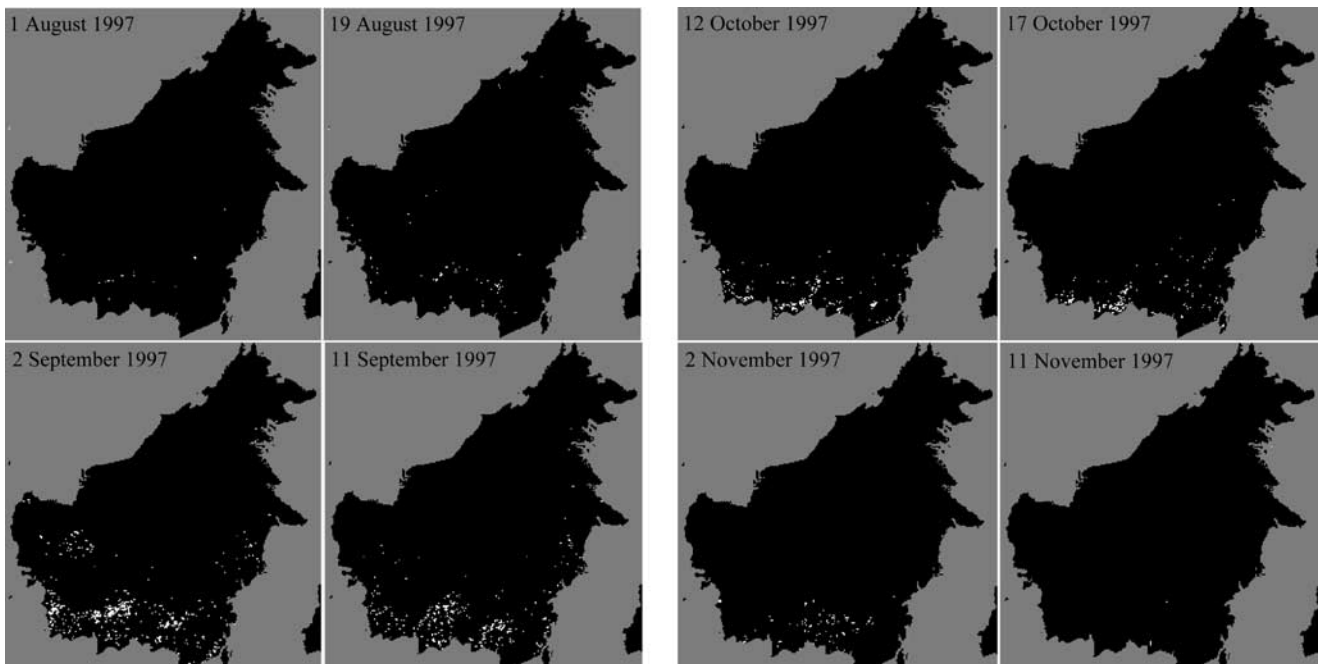 1 August 1997
19 August 1997
12 October 1997
17 October 1997
2 September 1997
11 September 1997
2 November 1997
11 November 1997